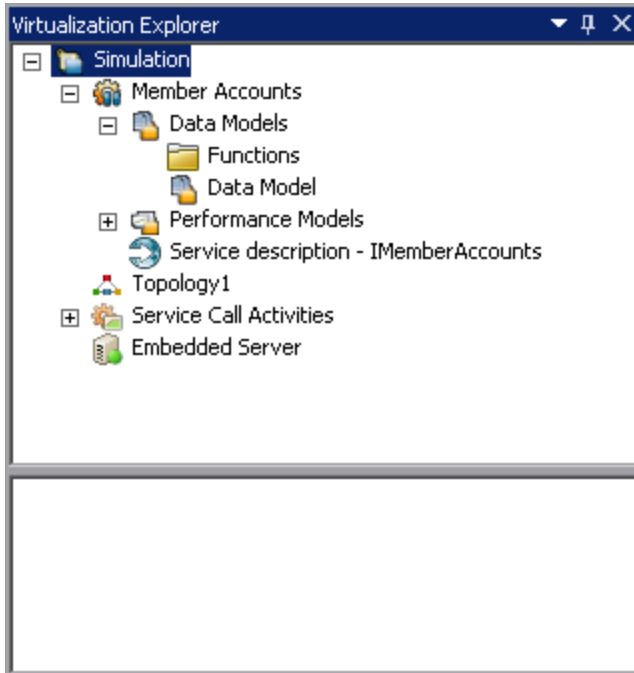 Virtualization Explorer
Simulation
Member Accounts
Data Models
Functions
Data Model
Performance Models
Service description - IMemberAccounts
Topology1
Service Call Activities
Embedded Server